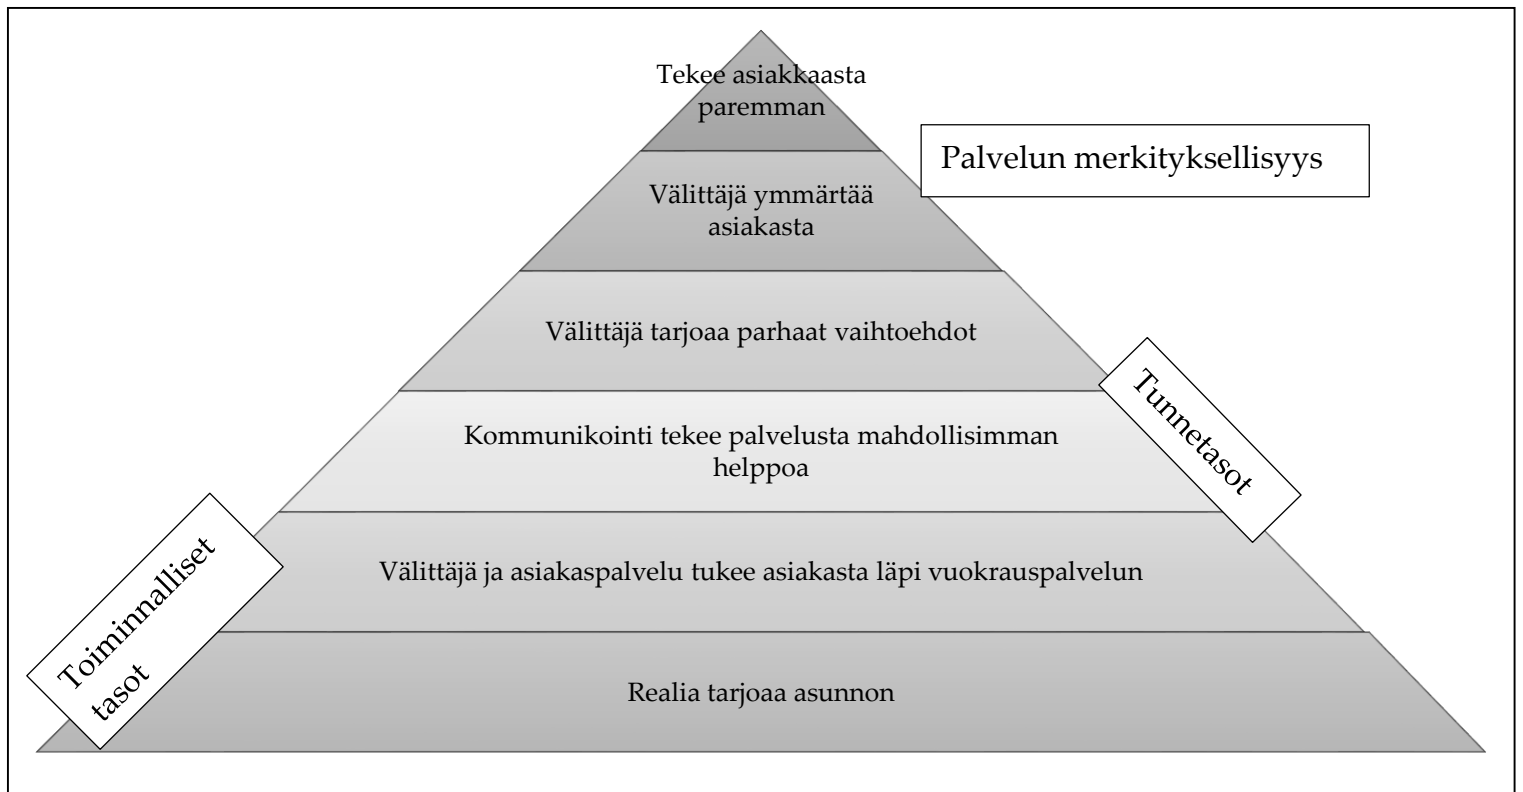 Tekee asiakkaasta
paremman
Palvelun merkityksellisyys
Välittäjä ymmärtää
asiakasta
Välittäjä tarjoaa parhaat vaihtoehdot
Tunnetasot
Kommunikointi tekee palvelusta mahdollisimman
helppoa
Välittäjä ja asiakaspalvelu tukee asiakasta läpi vuokrauspalvelun
Toiminnalliset
tasot
Realia tarjoaa asunnon